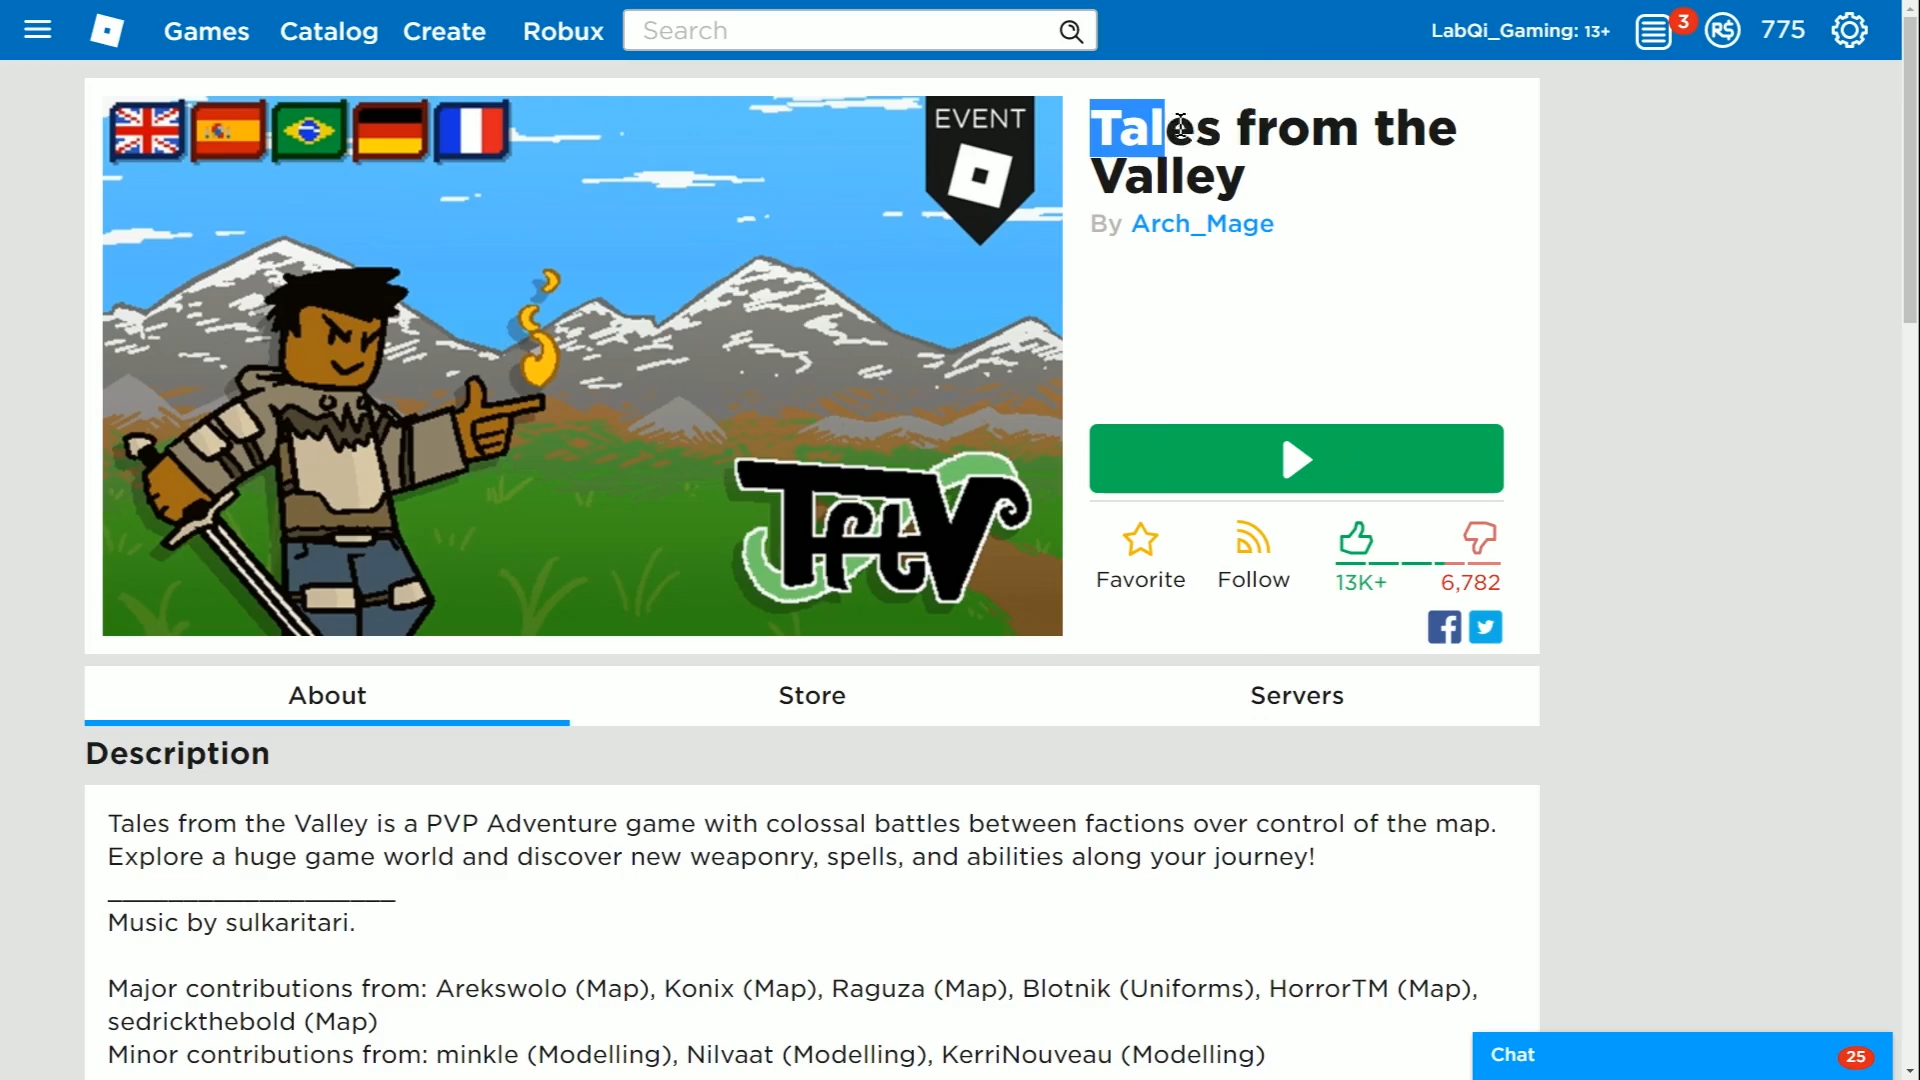 Games Catalog Create Robux Search LabQi_Gaming: 13+ 3 R$ 775
EVENT
TftV
Tales from the
Valley
By Arch_Mage
Favorite Follow 13K+ 6,782
About Store Servers
Description
Tales from the Valley is a PVP Adventure game with colossal battles between factions over control of the map.
Explore a huge game world and discover new weaponry, spells, and abilities along your journey!
____________________
Music by sulkaritari.
Major contributions from: Arekswolo (Map), Konix (Map), Raguza (Map), Blotnik (Uniforms), HorrorTM (Map),
sedrickthebold (Map)
Minor contributions from: minkle (Modelling), Nilvaat (Modelling), KerriNouveau (Modelling)
Chat 25